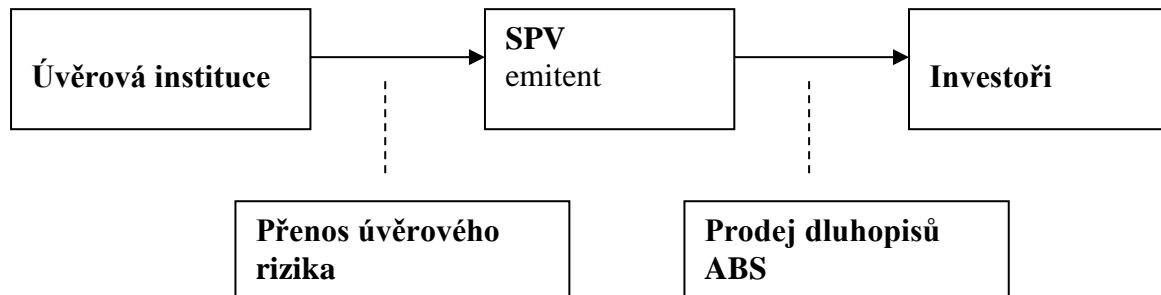 Úvěrová instituce
SPV
emitent
Investoři
Přenos úvěrového
rizika
Prodej dluhopisů
ABS